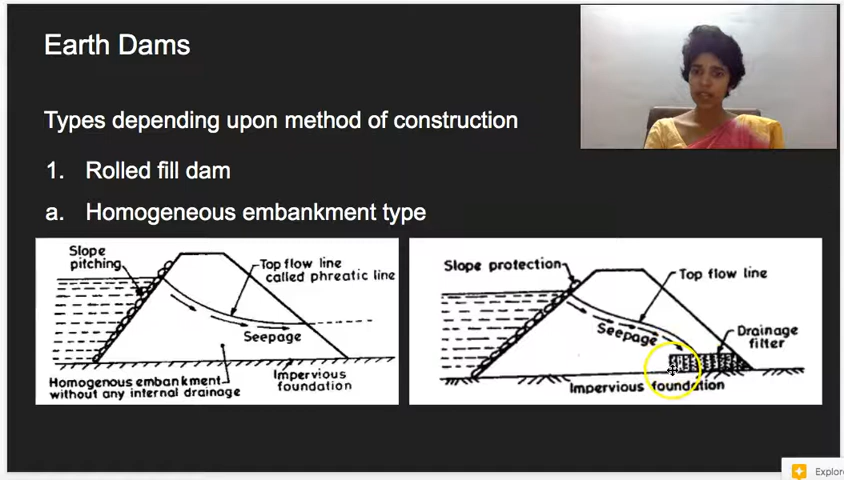 Earth Dams
Types depending upon method of construction
1. Rolled fill dam
a. Homogeneous embankment type
Slope
pitching
Top flow line
called phreatic line
Seepage
Homogenous embankment
without any internal drainage
Impervious
foundation
Slope protection
Top flow line
Seepage
Drainage
filter
Impervious foundation
Explore